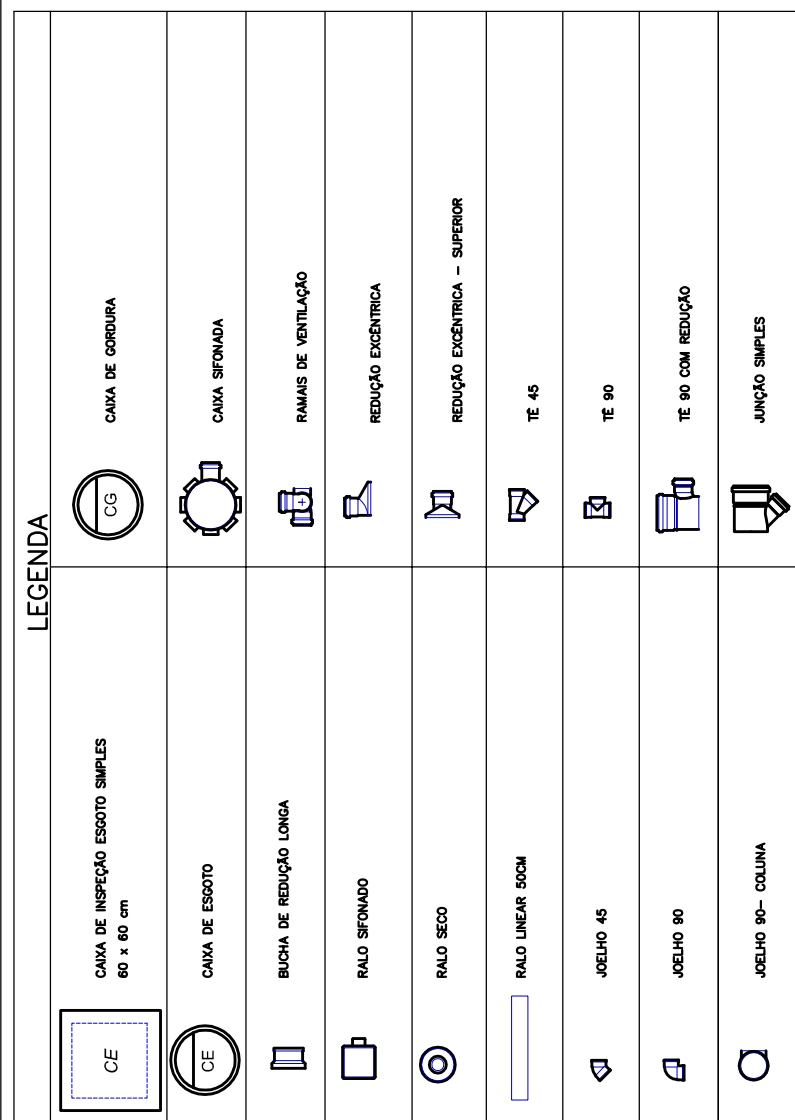 LEGENDA
CE
CAIXA DE INSPEÇÃO ESGOTO SIMPLES
60 x 60 cm
CG
CAIXA DE GORDURA
CE
CAIXA DE ESGOTO
CAIXA SIFONADA
BUCHA DE REDUÇÃO LONGA
RAMAIS DE VENTILAÇÃO
RALO SIFONADO
REDUÇÃO EXCÊNTRICA
RALO SECO
REDUÇÃO EXCÊNTRICA – SUPERIOR
RALO LINEAR 50CM
TÊ 45
JOELHO 45
TÊ 90
JOELHO 90
TÊ 90 COM REDUÇÃO
JOELHO 90– COLUNA
JUNÇÃO SIMPLES